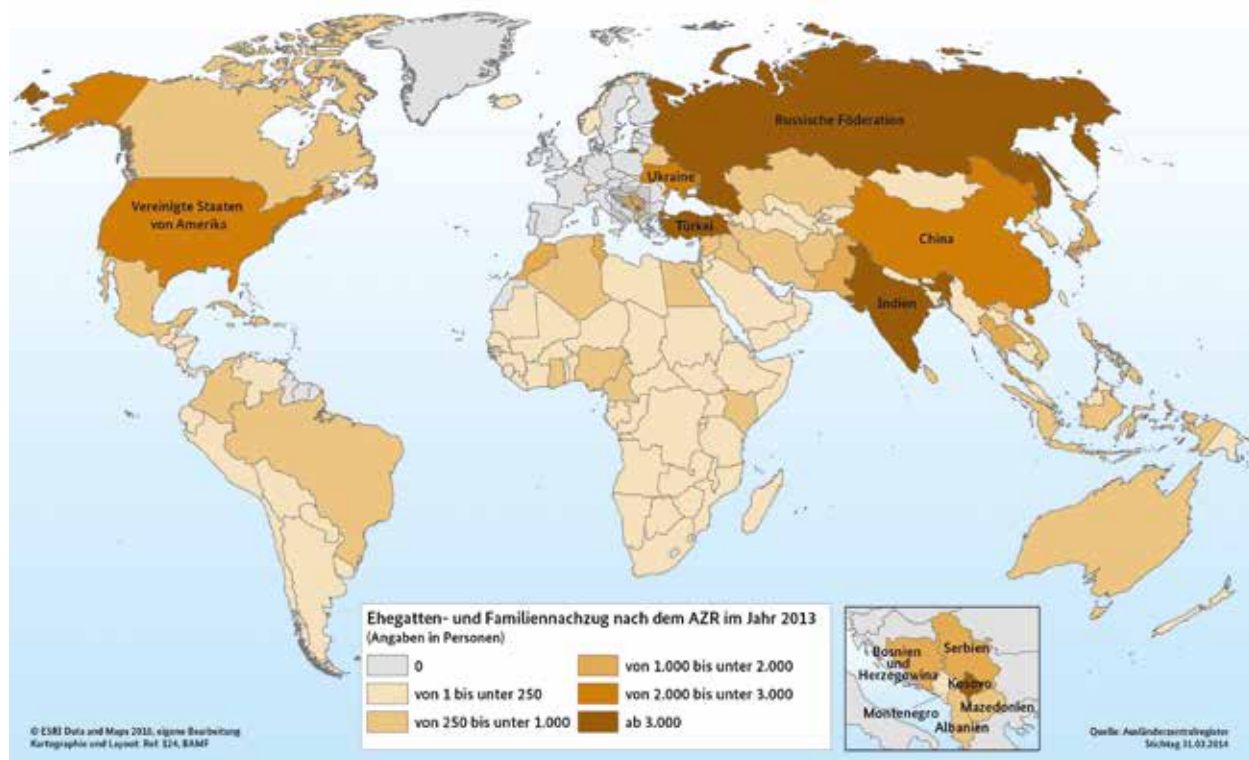 Russische Föderation
Ukraine
Vereinigte Staaten
von Amerika
Türkei
China
Indien
Ehegatten- und Familiennachzug nach dem AZR im Jahr 2013
(Angaben in Personen)
0
von 1 bis unter 250
von 250 bis unter 1.000
von 1.000 bis unter 2.000
von 2.000 bis unter 3.000
ab 3.000
Bosnien
und
Herzegowina
Serbien
Kosovo
Mazedonien
Montenegro
Albanien
© ESRI Data and Maps 2010, eigene Bearbeitung
Kartographie und Layout: Ref. 124, BAMF
Quelle: Ausländerzentralregister
Stichtag 31.03.2014